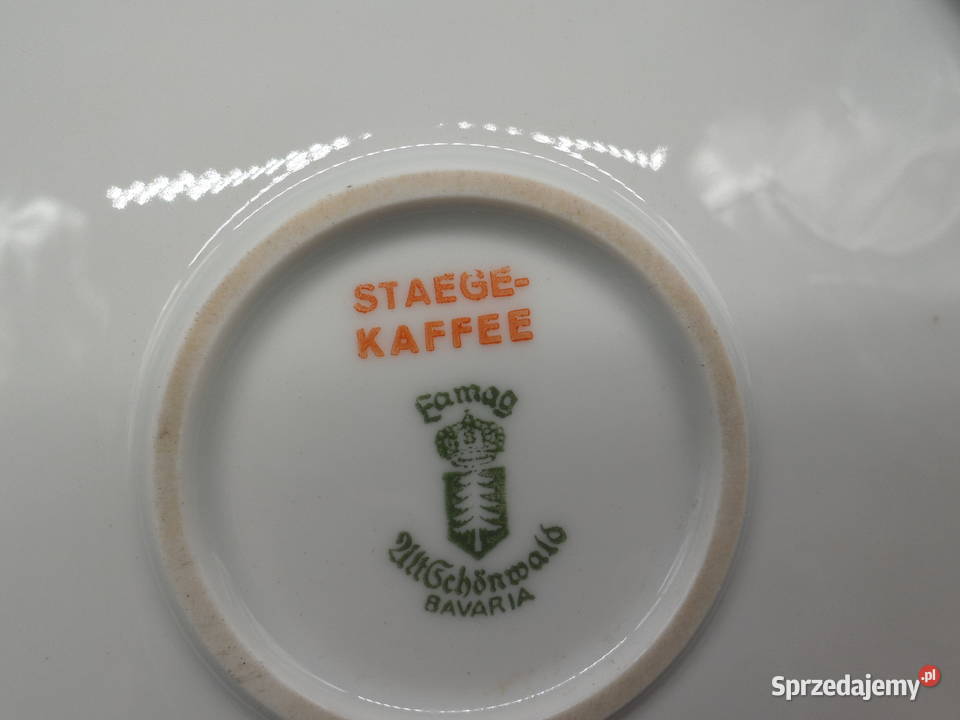 STAEGE-
KAFFEE
Eamag
AltSchönwald
BAVARIA
Sprzedajemy.pl